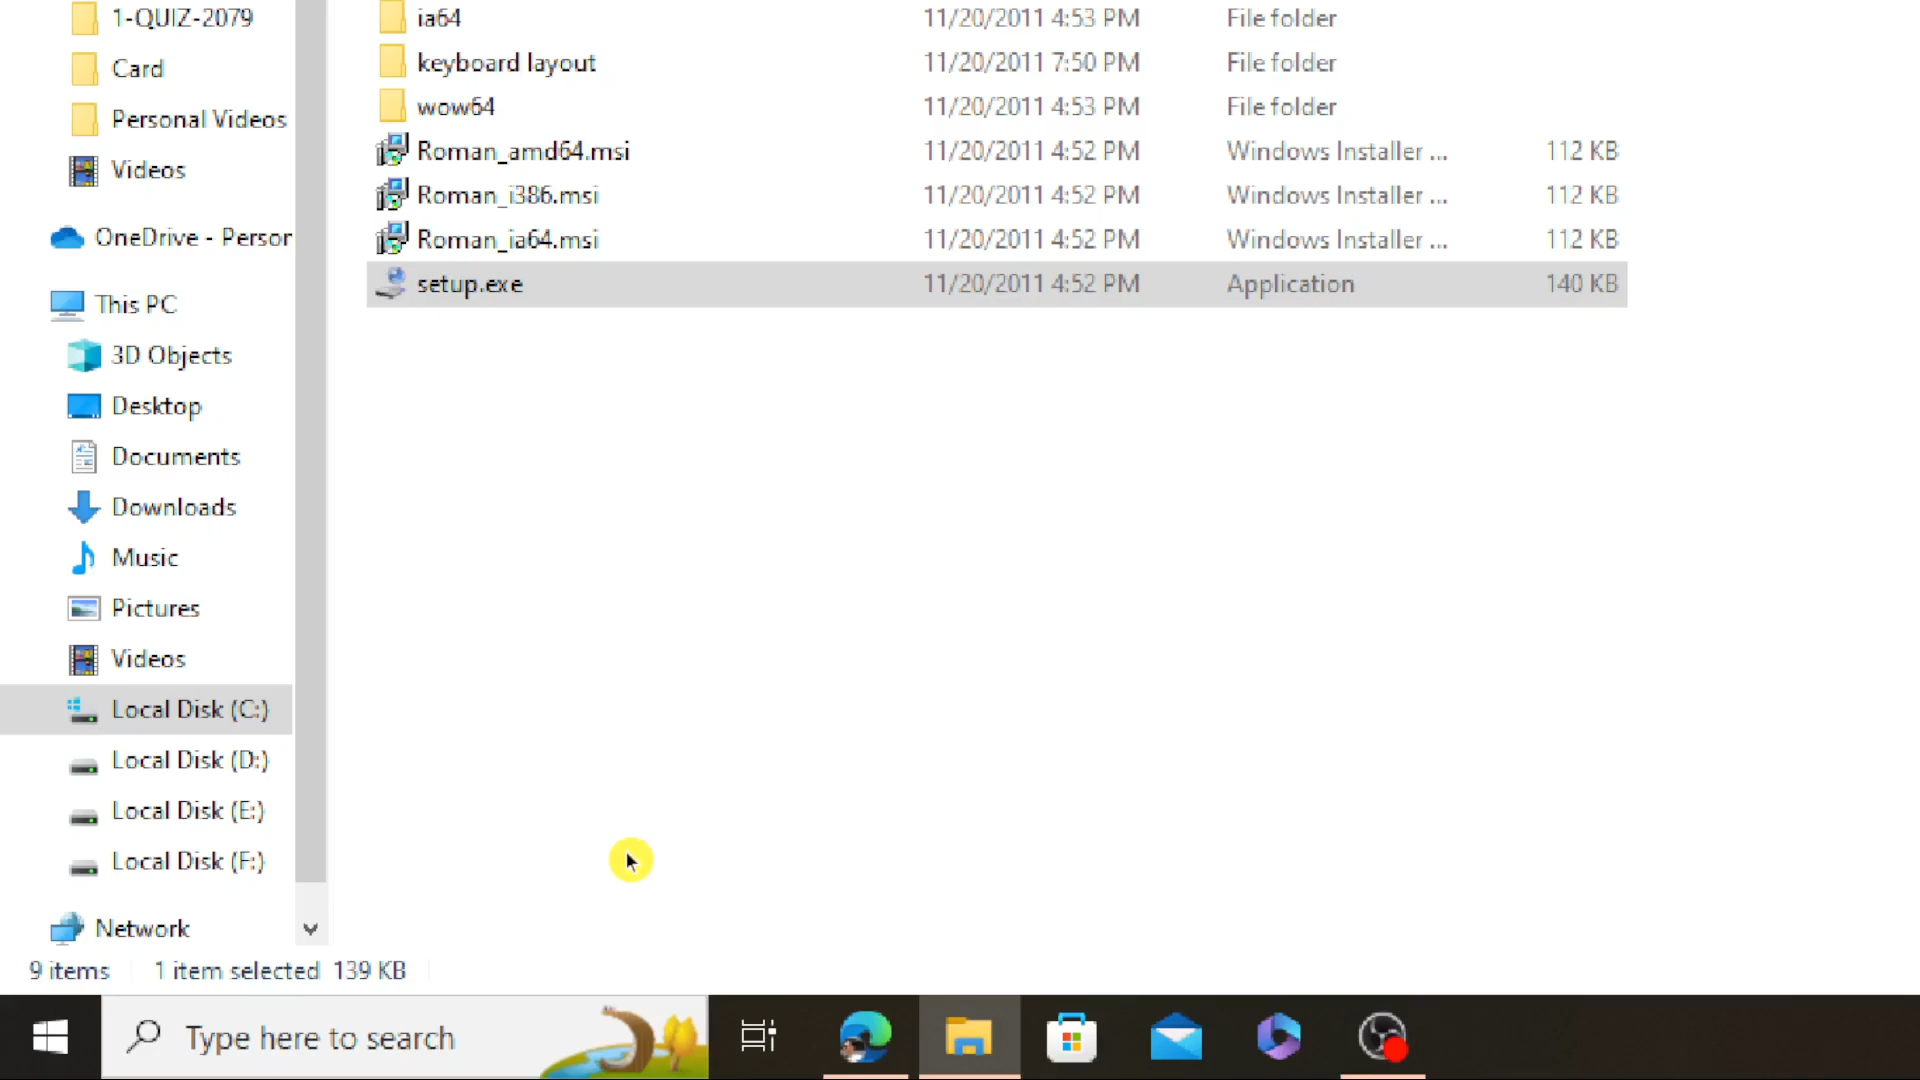 1-QUIZ-2079
Card
Personal Videos
Videos
OneDrive - Person
This PC
3D Objects
Desktop
Documents
Downloads
Music
Pictures
Videos
Local Disk (C:)
Local Disk (D:)
Local Disk (E:)
Local Disk (F:)
Network
ia64 11/20/2011 4:53 PM File folder
keyboard layout 11/20/2011 7:50 PM File folder
wow64 11/20/2011 4:53 PM File folder
Roman_amd64.msi 11/20/2011 4:52 PM Windows Installer ... 112 KB
Roman_i386.msi 11/20/2011 4:52 PM Windows Installer ... 112 KB
Roman_ia64.msi 11/20/2011 4:52 PM Windows Installer ... 112 KB
setup.exe 11/20/2011 4:52 PM Application 140 KB
9 items 1 item selected 139 KB
Type here to search